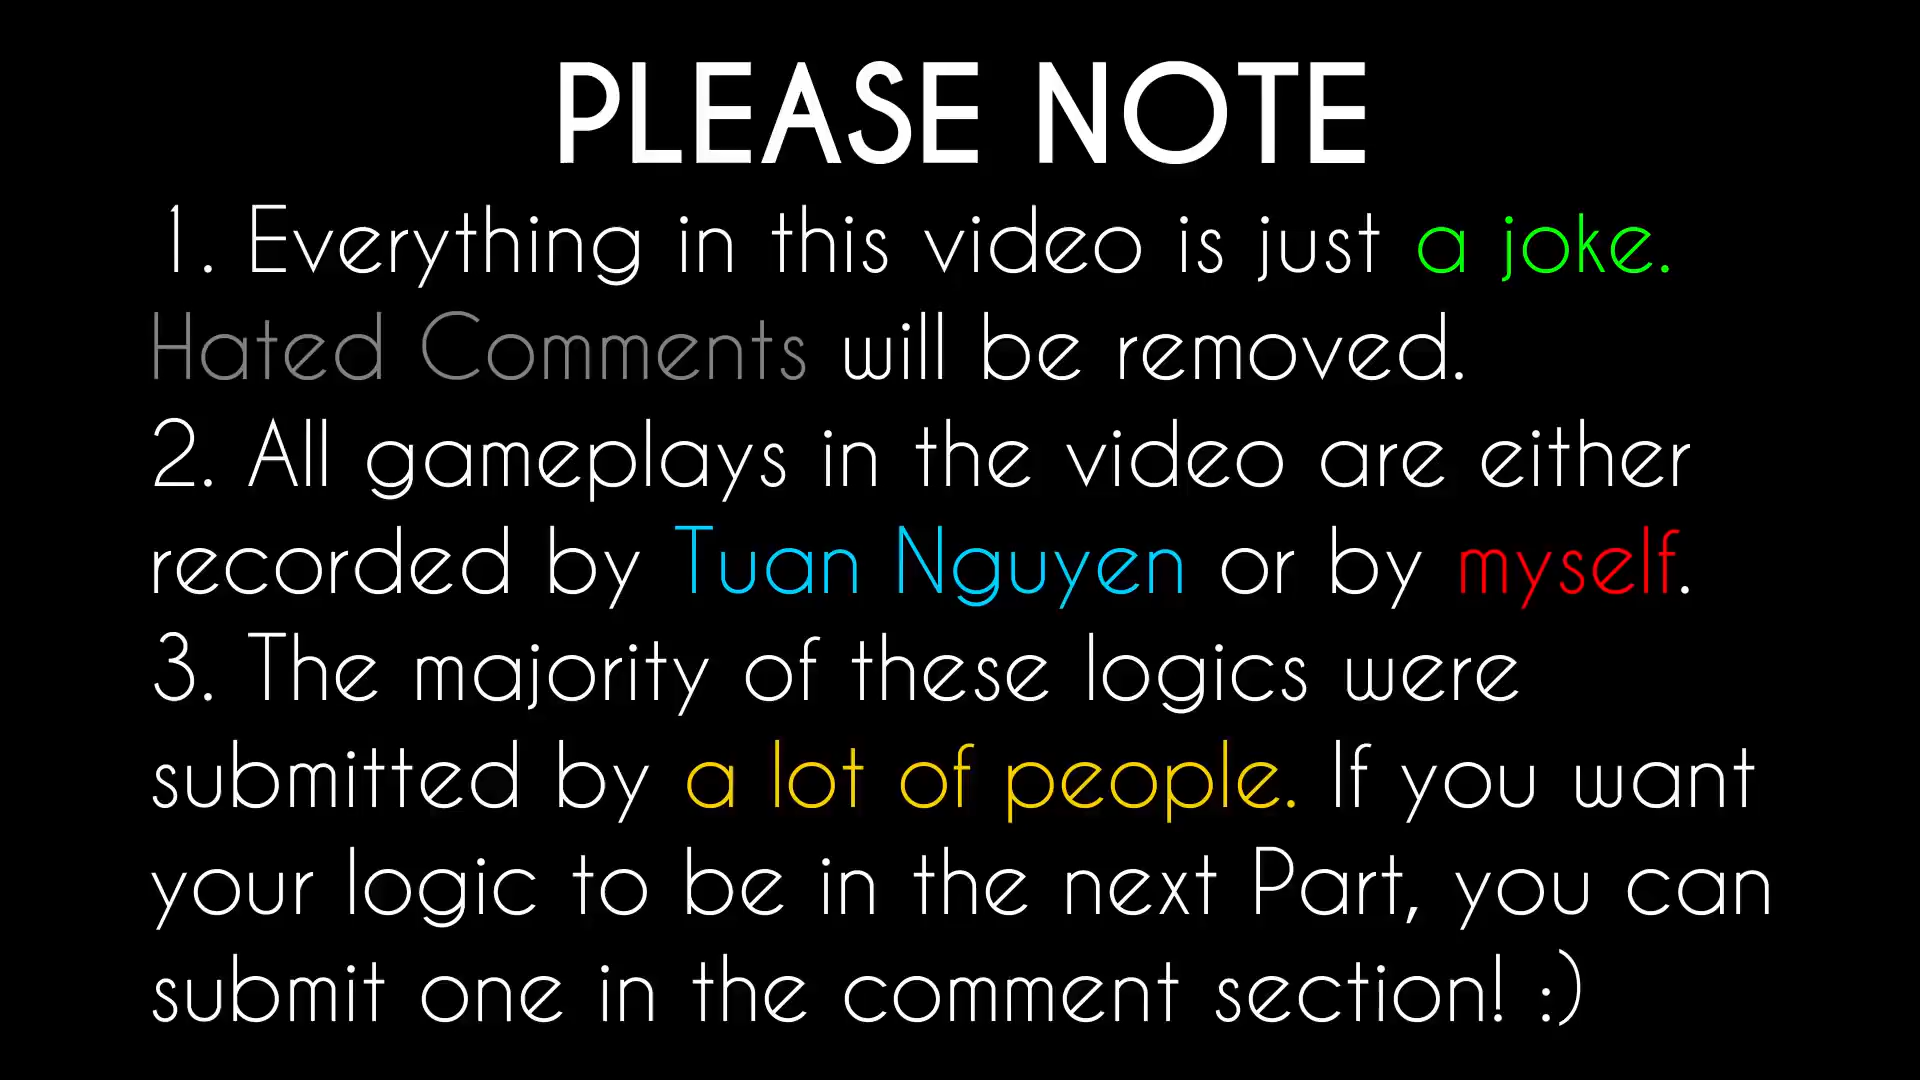 PLEASE NOTE
1. Everything in this video is just a joke.
Hated Comments will be removed.
2. All gameplays in the video are either
recorded by Tuan Nguyen or by myself.
3. The majority of these logics were
submitted by a lot of people. If you want
your logic to be in the next Part, you can
submit one in the comment section! :)